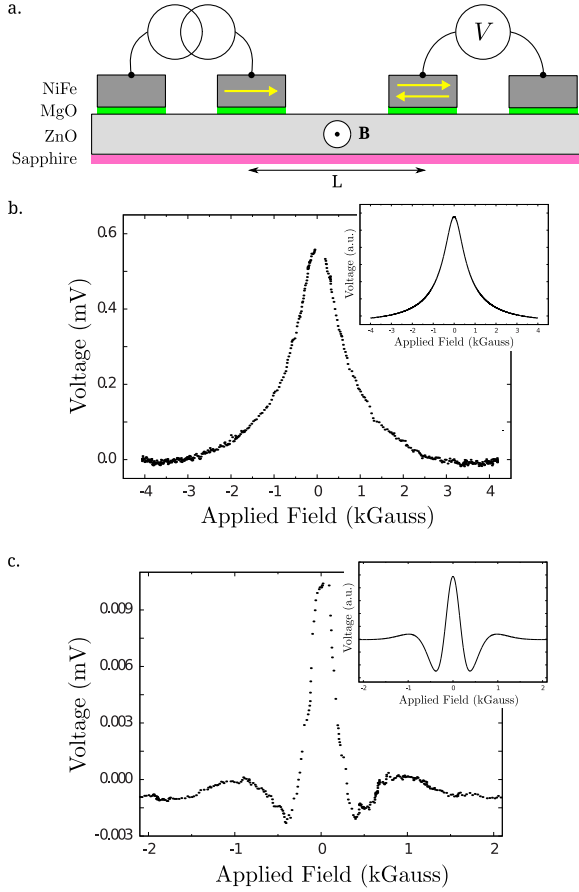 a.
V
NiFe
MgO
ZnO
B
Sapphire
L
b.
0.6
0.4
0.2
0.0
Voltage (mV)
-4 -3 -2 -1 0 1 2 3 4
Applied Field (kGauss)
Voltage (a.u.)
-4 -3 -2 -1 0 1 2 3 4
Applied Field (kGauss)
c.
0.009
0.006
0.003
0.000
-0.003
Voltage (mV)
-2 -1 0 1 2
Applied Field (kGauss)
Voltage (a.u.)
-2 -1 0 1 2
Applied Field (kGauss)